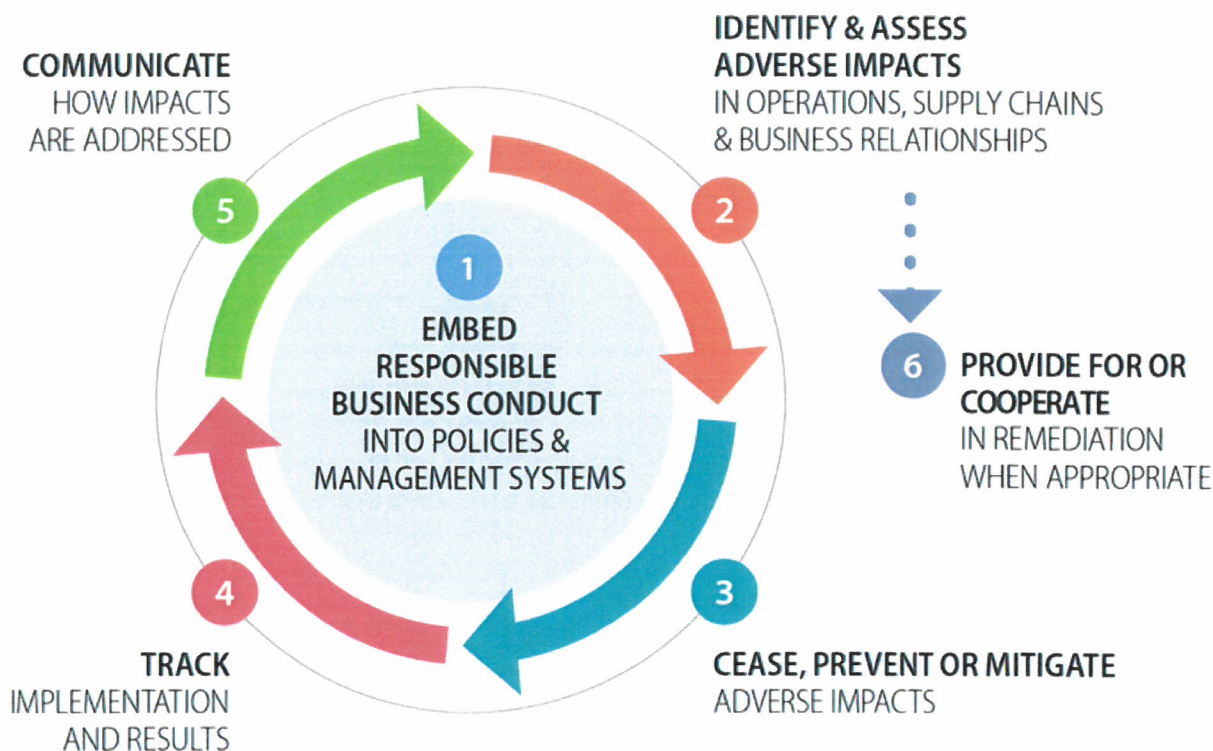 1
EMBED
RESPONSIBLE
BUSINESS CONDUCT
INTO POLICIES &
MANAGEMENT SYSTEMS
2
IDENTIFY & ASSESS
ADVERSE IMPACTS
IN OPERATIONS, SUPPLY CHAINS
& BUSINESS RELATIONSHIPS
3
CEASE, PREVENT OR MITIGATE
ADVERSE IMPACTS
4
TRACK
IMPLEMENTATION
AND RESULTS
5
COMMUNICATE
HOW IMPACTS
ARE ADDRESSED
6
PROVIDE FOR OR
COOPERATE
IN REMEDIATION
WHEN APPROPRIATE